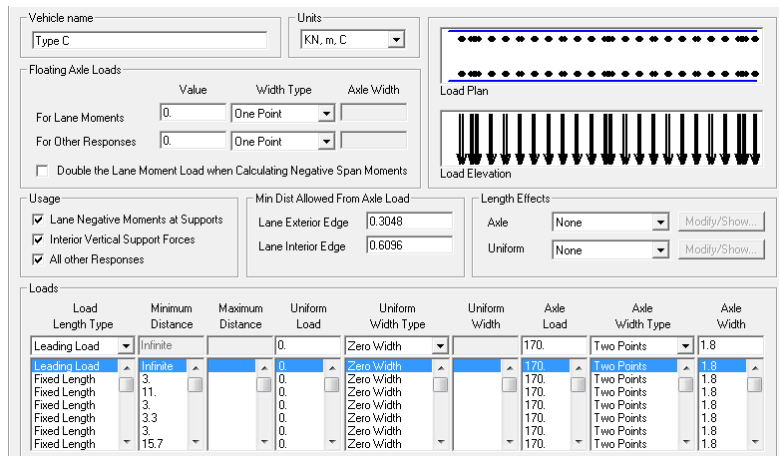 Vehicle name
Type C
Units
KN, m, C
Load Plan
Load Elevation
Floating Axle Loads
Value Width Type Axle Width
For Lane Moments 0. One Point
For Other Responses 0. One Point
Double the Lane Moment Load when Calculating Negative Span Moments
Usage
Lane Negative Moments at Supports
Interior Vertical Support Forces
All other Responses
Min Dist Allowed From Axle Load
Lane Exterior Edge 0.3048
Lane Interior Edge 0.6096
Length Effects
Axle None Modify/Show...
Uniform None Modify/Show...
Loads
Load Minimum Maximum Uniform Uniform Uniform Axle Axle Axle
Length Type Distance Distance Load Width Type Width Load Width Type Width
Leading Load Infinite 0. Zero Width 170. Two Points 1.8
Leading Load Infinite 0. Zero Width 170. Two Points 1.8
Fixed Length 3. 0. Zero Width 170. Two Points 1.8
Fixed Length 11. 0. Zero Width 170. Two Points 1.8
Fixed Length 3. 0. Zero Width 170. Two Points 1.8
Fixed Length 3.3 0. Zero Width 170. Two Points 1.8
Fixed Length 3. 0. Zero Width 170. Two Points 1.8
Fixed Length 15.7 0. Zero Width 170. Two Points 1.8